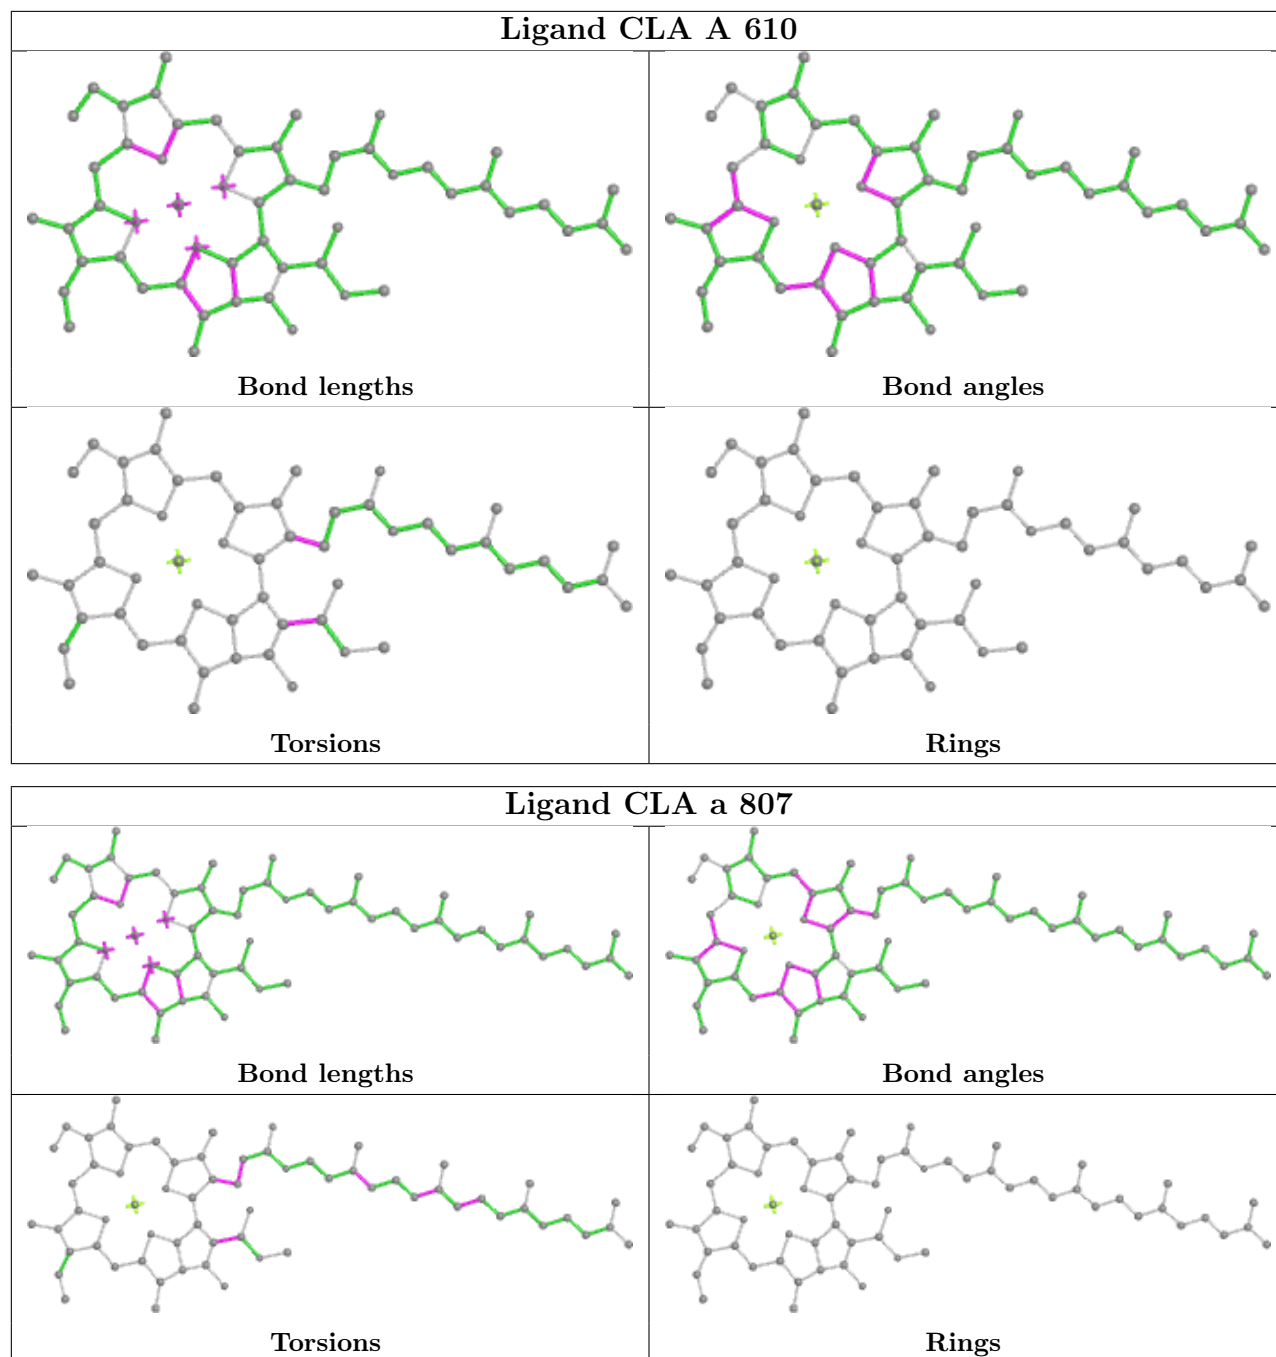 Ligand CLA A 610
Bond lengths
Bond angles
Torsions
Rings
Ligand CLA a 807
Bond lengths
Bond angles
Torsions
Rings